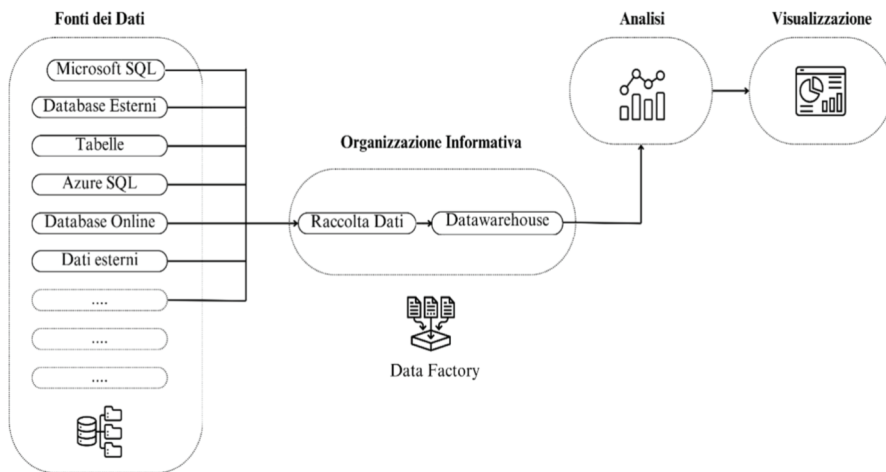 Fonti dei Dati
Microsoft SQL
Database Esterni
Tabelle
Azure SQL
Database Online
Dati esterni
....
....
....
Organizzazione Informativa
Raccolta Dati
Datawarehouse
Data Factory
Analisi
Visualizzazione